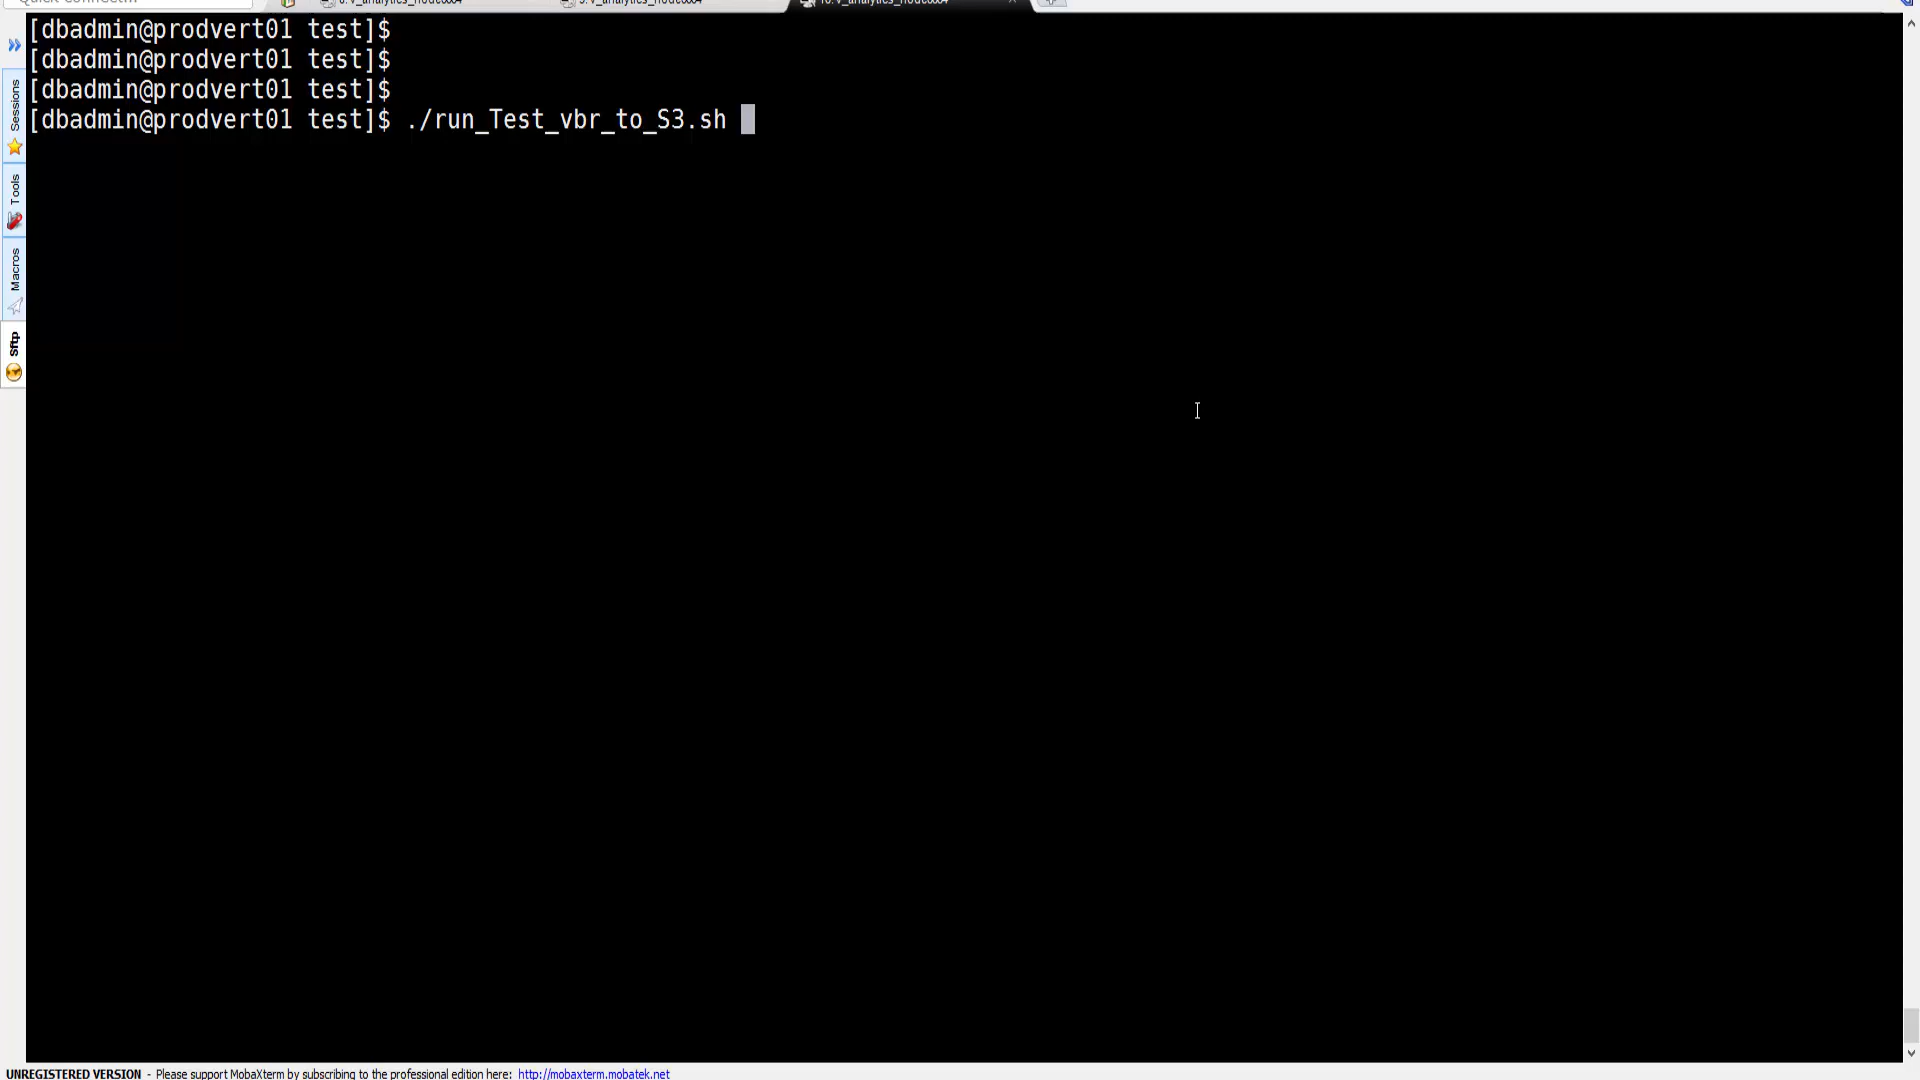 [dbadmin@prodvert01 test]$
[dbadmin@prodvert01 test]$
[dbadmin@prodvert01 test]$
[dbadmin@prodvert01 test]$ ./run_Test_vbr_to_S3.sh
Sessions
Tools
Macros
Sftp
UNREGISTERED VERSION - Please support MobaXterm by subscribing to the professional edition here: http://mobaxterm.mobatek.net